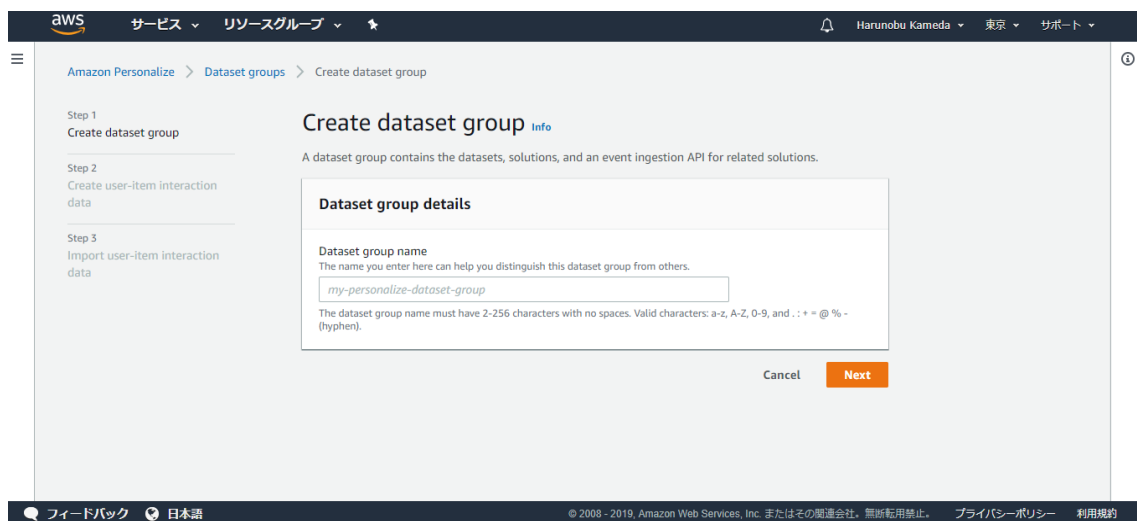 aws サービス リソースグループ Harunobu Kameda 東京 サポート
Amazon Personalize > Dataset groups > Create dataset group
Step 1
Create dataset group
Step 2
Create user-item interaction
data
Step 3
Import user-item interaction
data
Create dataset group Info
A dataset group contains the datasets, solutions, and an event ingestion API for related solutions.
Dataset group details
Dataset group name
The name you enter here can help you distinguish this dataset group from others.
my-personalize-dataset-group
The dataset group name must have 2-256 characters with no spaces. Valid characters: a-z, A-Z, 0-9, and . : + = @ % -
(hyphen).
Cancel Next
フィードバック 日本語 © 2008 - 2019, Amazon Web Services, Inc. またはその関連会社。無断転用禁止。 プライバシーポリシー 利用規約